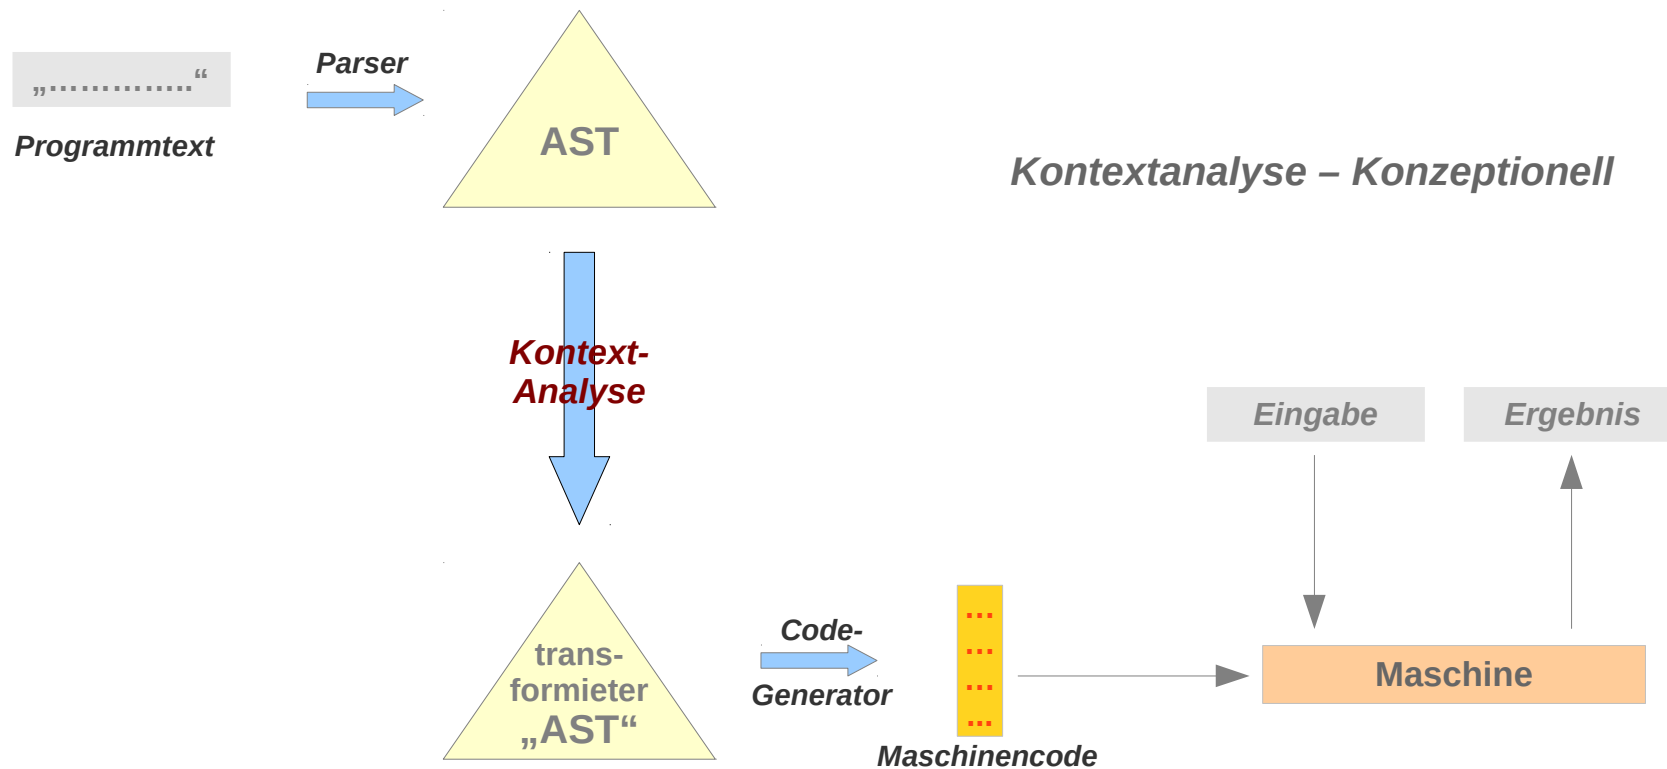 „…………..“
Parser
Programmtext
AST
Kontextanalyse – Konzeptionell
Kontext-
Analyse
Eingabe
Ergebnis
trans-
formieter
„AST“
Code-
Generator
...
...
...
...
Maschine
Maschinencode